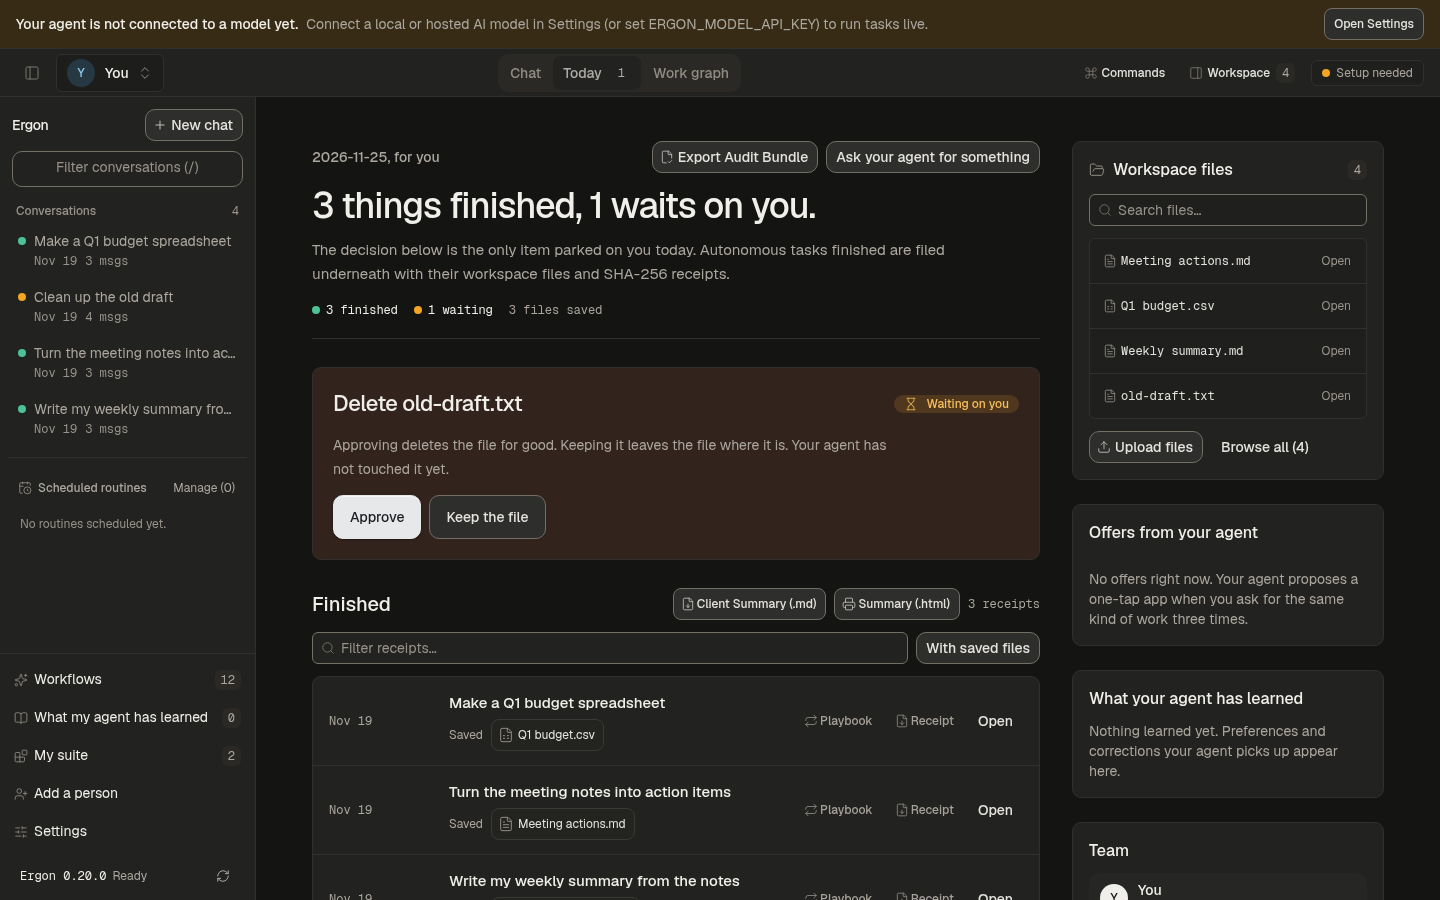 Your agent is not connected to a model yet. Connect a local or hosted AI model in Settings (or set ERGON_MODEL_API_KEY) to run tasks live.
Open Settings
Y You
Chat Today 1 Work graph
Commands Workspace 4 Setup needed
Ergon
New chat
Filter conversations (/)
Conversations 4
Make a Q1 budget spreadsheet
Nov 19 3 msgs
Clean up the old draft
Nov 19 4 msgs
Turn the meeting notes into ac…
Nov 19 3 msgs
Write my weekly summary fro…
Nov 19 3 msgs
Scheduled routines Manage (0)
No routines scheduled yet.
Workflows 12
What my agent has learned 0
My suite 2
Add a person
Settings
Ergon 0.20.0 Ready
2026-11-25, for you
Export Audit Bundle
Ask your agent for something
3 things finished, 1 waits on you.
The decision below is the only item parked on you today. Autonomous tasks finished are filed
underneath with their workspace files and SHA-256 receipts.
3 finished 1 waiting 3 files saved
Delete old-draft.txt
Waiting on you
Approving deletes the file for good. Keeping it leaves the file where it is. Your agent has
not touched it yet.
Approve
Keep the file
Finished
Client Summary (.md)
Summary (.html)
3 receipts
Filter receipts…
With saved files
Nov 19
Make a Q1 budget spreadsheet
Saved Q1 budget.csv
Playbook Receipt Open
Nov 19
Turn the meeting notes into action items
Saved Meeting actions.md
Playbook Receipt Open
Nov 19
Write my weekly summary from the notes
Playbook Receipt Open
Workspace files 4
Search files…
Meeting actions.md Open
Q1 budget.csv Open
Weekly summary.md Open
old-draft.txt Open
Upload files
Browse all (4)
Offers from your agent
No offers right now. Your agent proposes a
one-tap app when you ask for the same
kind of work three times.
What your agent has learned
Nothing learned yet. Preferences and
corrections your agent picks up appear
here.
Team
Y You